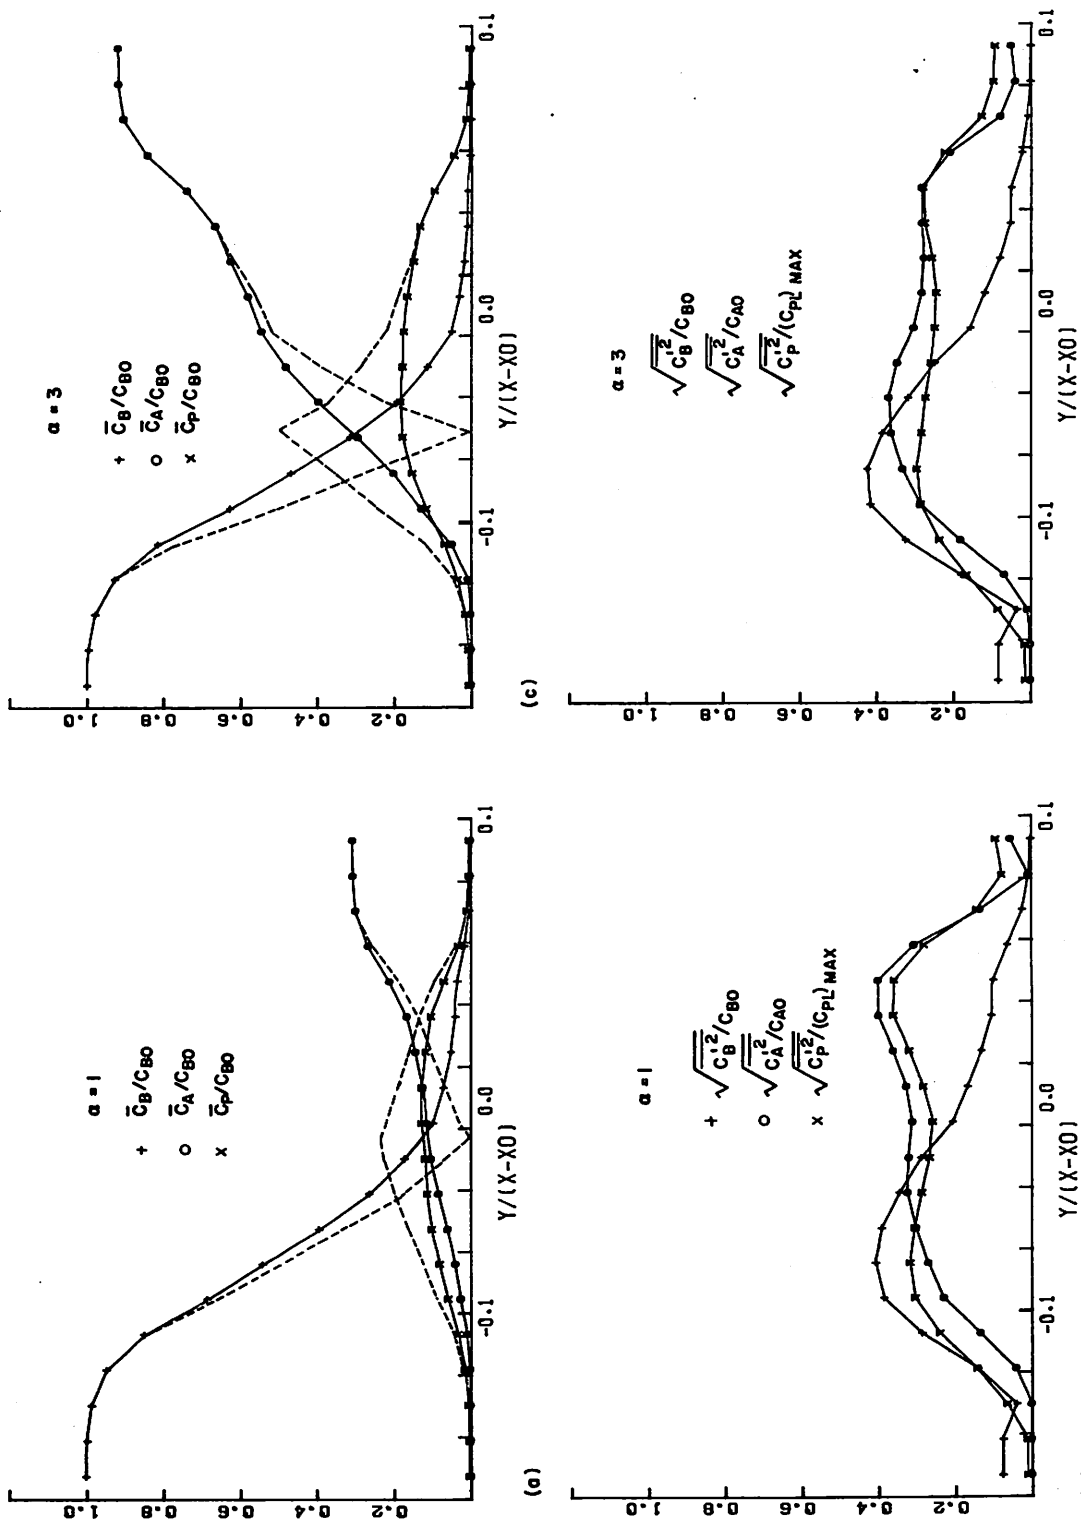 α = 1
+ C̄B/CBO
o C̄A/CBO
x C̄P/CBO
1.0
0.8
0.6
0.4
0.2
-0.1
0.0
0.1
Y/(X-XO)
(a)
α = 1
+ √C'B²/CBO
o √C'A²/CAO
x √C'P²/(CPL)MAX
1.0
0.8
0.6
0.4
0.2
-0.1
0.0
0.1
Y/(X-XO)
α = 3
+ C̄B/CBO
o C̄A/CBO
x C̄P/CBO
1.0
0.8
0.6
0.4
0.2
-0.1
0.0
0.1
Y/(X-XO)
(c)
α = 3
√C'B²/CBO
√C'A²/CAO
√C'P²/(CPL)MAX
1.0
0.8
0.6
0.4
0.2
-0.1
0.0
0.1
Y/(X-XO)